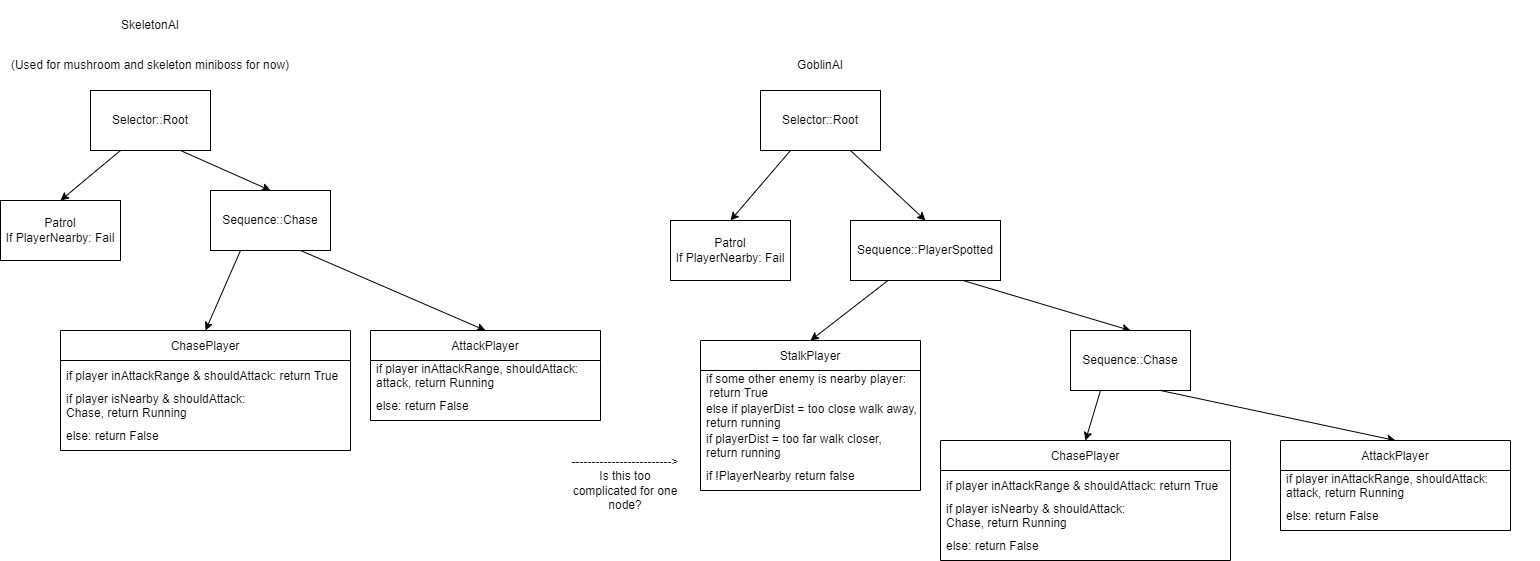 SkeletonAI
(Used for mushroom and skeleton miniboss for now)
Selector::Root
Patrol
If PlayerNearby: Fail
Sequence::Chase
ChasePlayer
if player inAttackRange & shouldAttack: return True
if player isNearby & shouldAttack:
Chase, return Running
else: return False
AttackPlayer
if player inAttackRange, shouldAttack:
attack, return Running
else: return False
GoblinAI
Selector::Root
Patrol
If PlayerNearby: Fail
Sequence::PlayerSpotted
------------------------->
Is this too
complicated for one
node?
StalkPlayer
if some other enemy is nearby player:
return True
else if playerDist = too close walk away,
return running
if playerDist = too far walk closer,
return running
if !PlayerNearby return false
Sequence::Chase
ChasePlayer
if player inAttackRange & shouldAttack: return True
if player isNearby & shouldAttack:
Chase, return Running
else: return False
AttackPlayer
if player inAttackRange, shouldAttack:
attack, return Running
else: return False